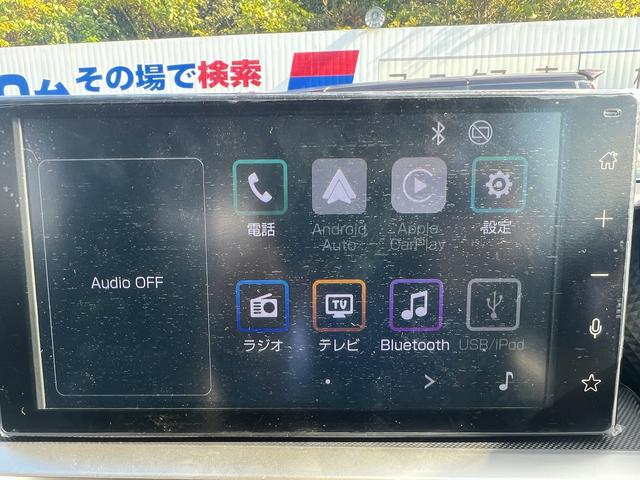 その場で検索
電話
Android
Auto
Apple
CarPlay
設定
Audio OFF
ラジオ
TV
テレビ
Bluetooth
USB/iPod